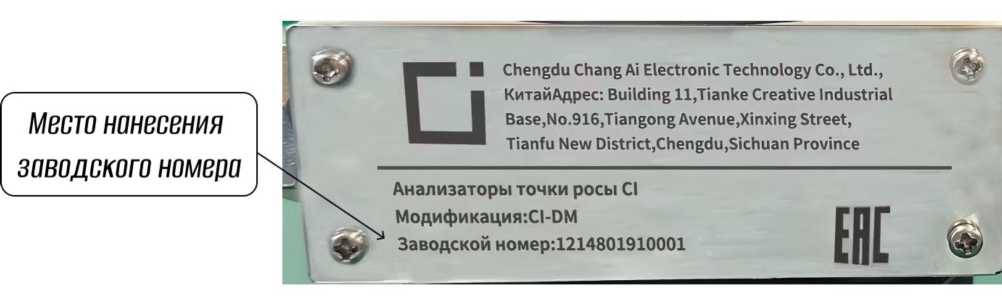 Место нанесения
заводского номера
Chengdu Chang Ai Electronic Technology Co., Ltd.,
КитайАдрес: Building 11,Tianke Creative Industrial
Base,No.916,Tiangong Avenue,Xinxing Street,
Tianfu New District,Chengdu,Sichuan Province
Анализаторы точки росы CI
Модификация:CI-DM
Заводской номер:1214801910001
EAC